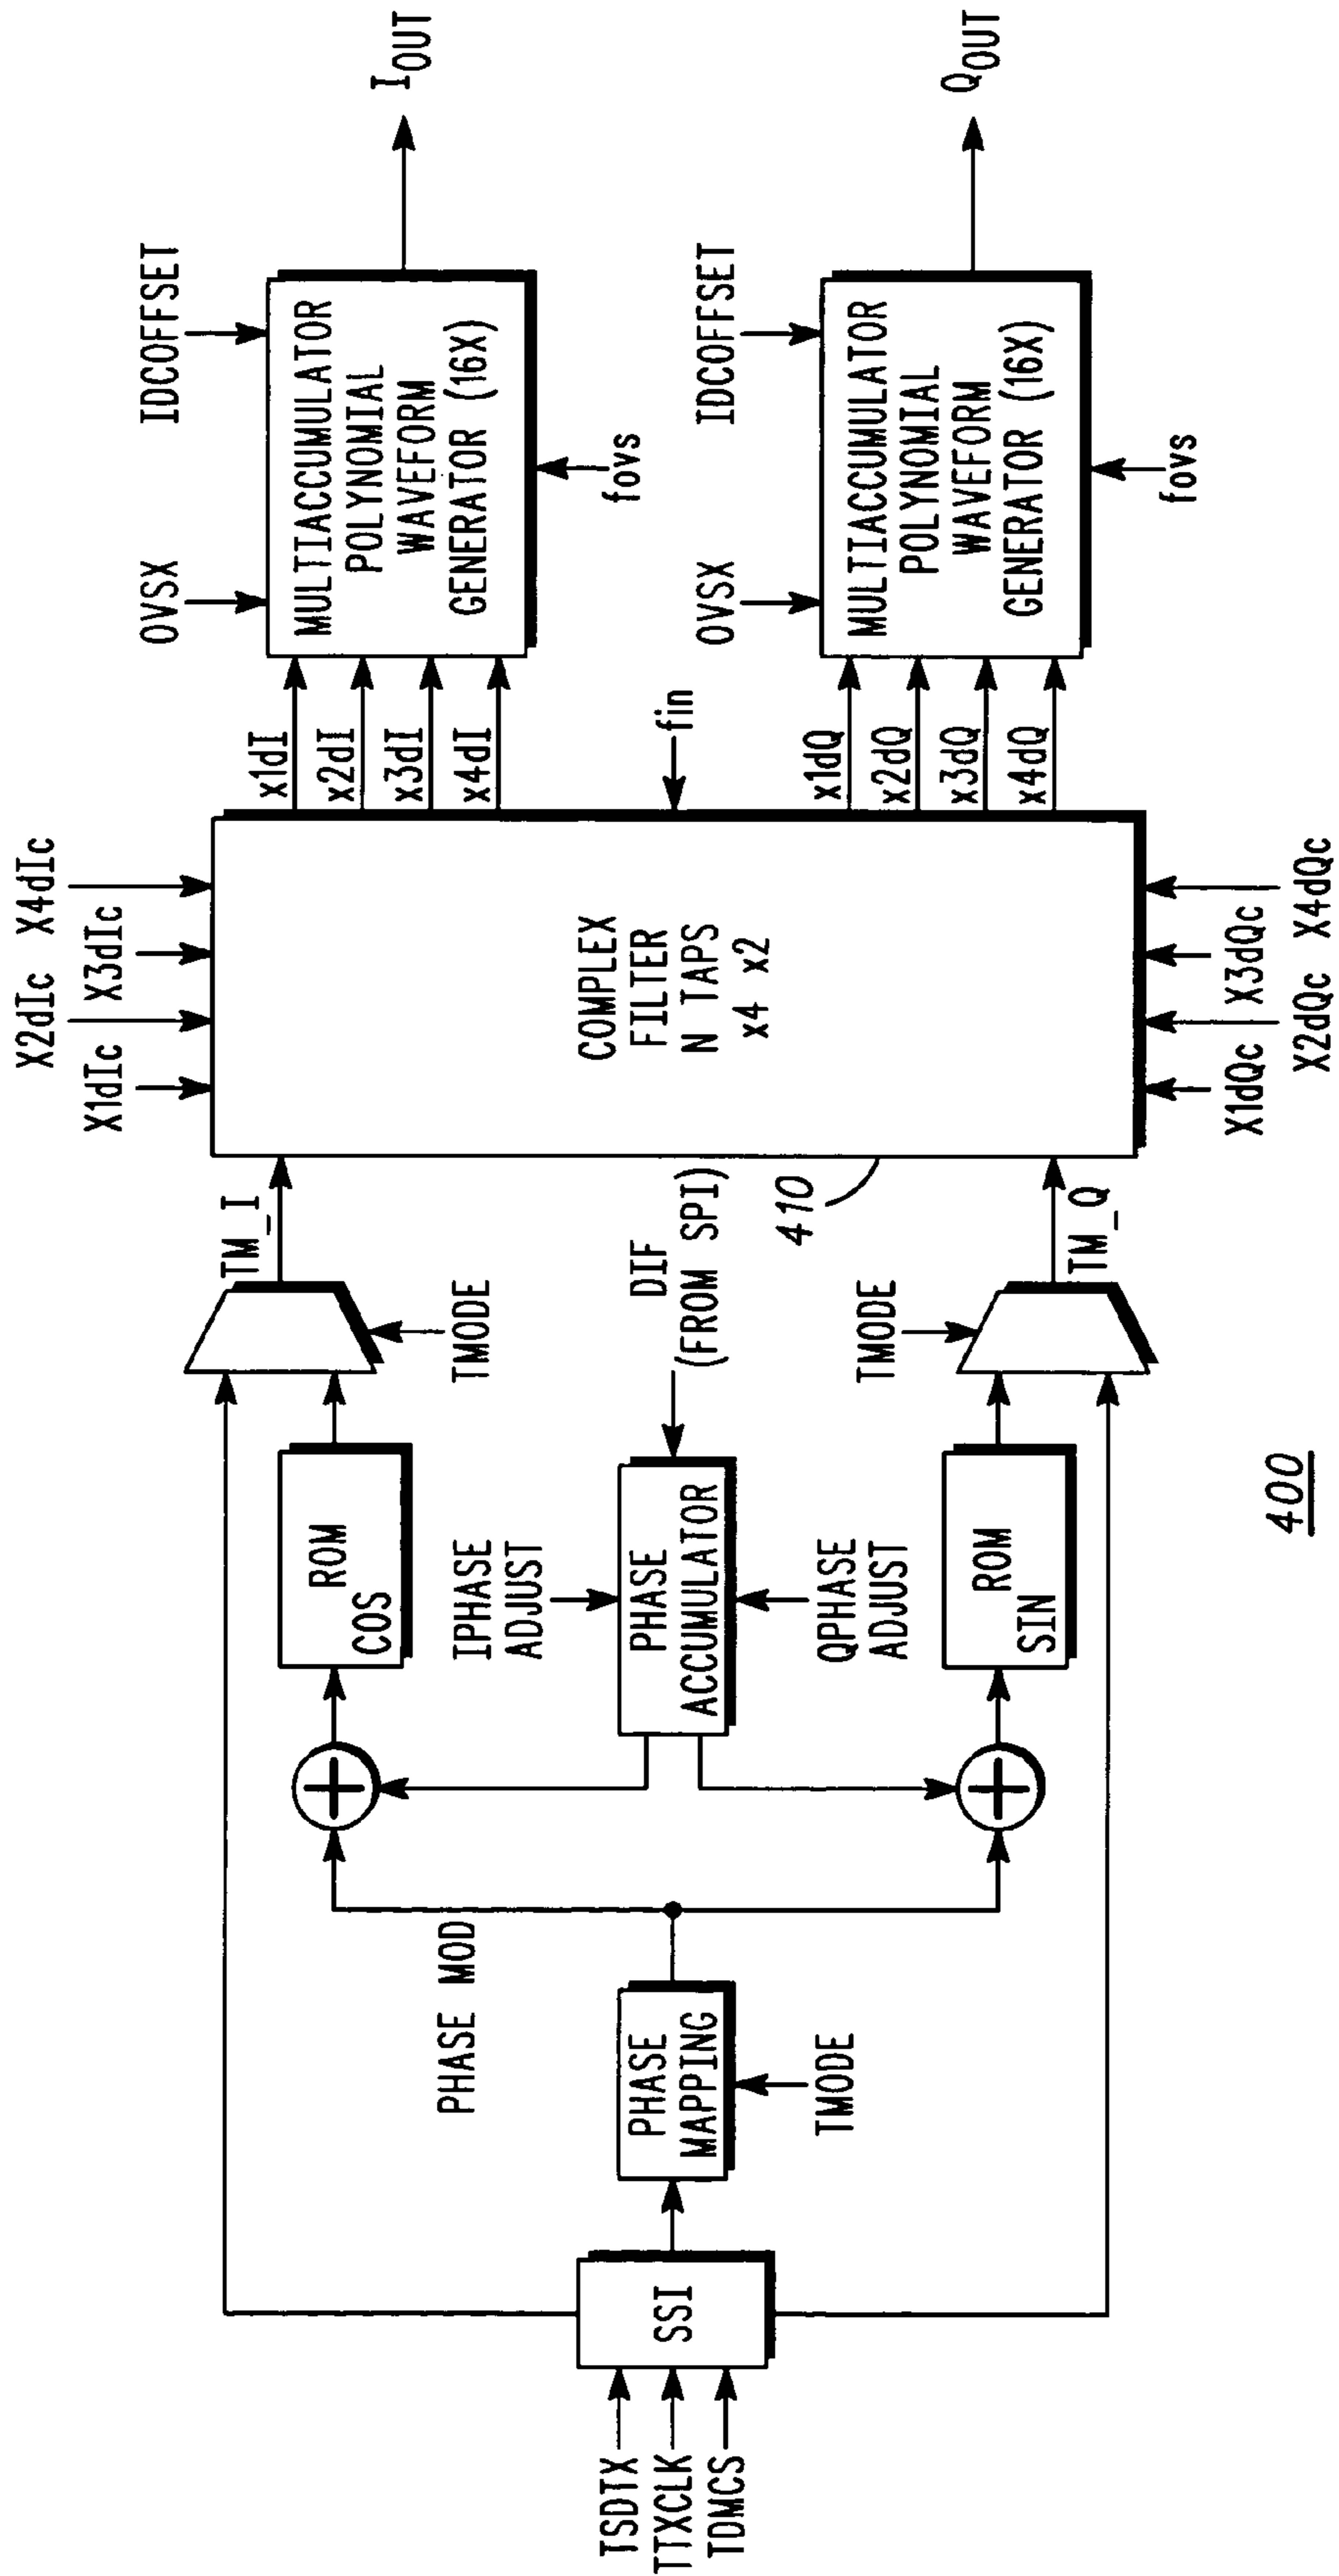 TSDTX
TTXCLK
TDMCS
SSI
PHASE
MAPPING
TMODE
PHASE MOD
ROM
COS
IPHASE
ADJUST
PHASE
ACCUMULATOR
QPHASE
ADJUST
ROM
SIN
TMODE
DIF
(FROM SPI)
TMODE
TM_I
TM_Q
410
X1dIc
X2dIc
X3dIc
X4dIc
COMPLEX
FILTER
N TAPS
x4 x2
X1dQc
X2dQc
X3dQc
X4dQc
fin
x1dI
x2dI
x3dI
x4dI
x1dQ
x2dQ
x3dQ
x4dQ
OVSX
IDCOFFSET
MULTIACCUMULATOR
POLYNOMIAL
WAVEFORM
GENERATOR (16X)
fovs
IOUT
OVSX
IDCOFFSET
MULTIACCUMULATOR
POLYNOMIAL
WAVEFORM
GENERATOR (16X)
fovs
QOUT
400